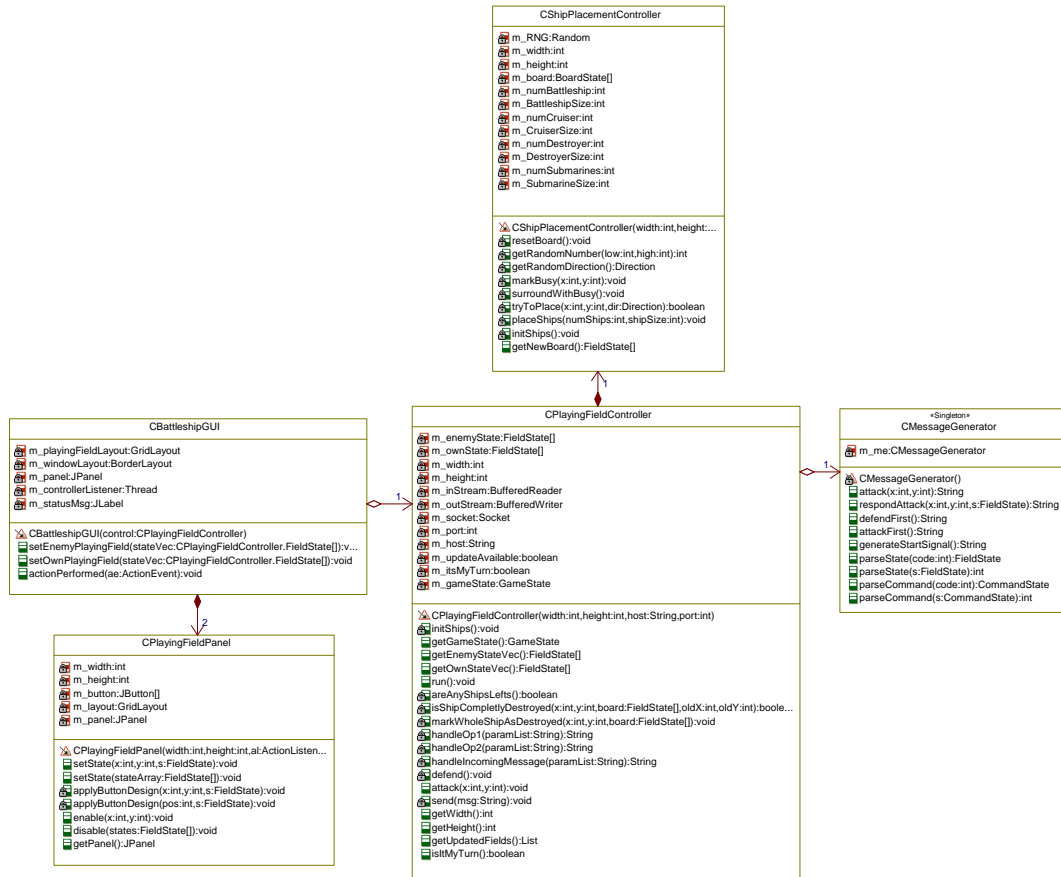 CShipPlacementController
m_RNG:Random
m_width:int
m_height:int
m_board:BoardState[]
m_numBattleship:int
m_BattleshipSize:int
m_numCruiser:int
m_CruiserSize:int
m_numDestroyer:int
m_DestroyerSize:int
m_numSubmarines:int
m_SubmarineSize:int
CShipPlacementController(width:int,height:...
resetBoard():void
getRandomNumber(low:int,high:int):int
getRandomDirection():Direction
markBusy(x:int,y:int):void
surroundWithBusy():void
tryToPlace(x:int,y:int,dir:Direction):boolean
placeShips(numShips:int,shipSize:int):void
initShips():void
getNewBoard():FieldState[]
1
CBattleshipGUI
m_playingFieldLayout:GridLayout
m_windowLayout:BorderLayout
m_panel:JPanel
m_controllerListener:Thread
m_statusMsg:JLabel
CBattleshipGUI(control:CPlayingFieldController)
setEnemyPlayingField(stateVec:CPlayingFieldController.FieldState[]):v...
setOwnPlayingField(stateVec:CPlayingFieldController.FieldState[]):void
actionPerformed(ae:ActionEvent):void
1
2
CPlayingFieldPanel
m_width:int
m_height:int
m_button:JButton[]
m_layout:GridLayout
m_panel:JPanel
CPlayingFieldPanel(width:int,height:int,al:ActionListen...
setState(x:int,y:int,s:FieldState):void
setState(stateArray:FieldState[]):void
applyButtonDesign(x:int,y:int,s:FieldState):void
applyButtonDesign(pos:int,s:FieldState):void
enable(x:int,y:int):void
disable(states:FieldState[]):void
getPanel():JPanel
CPlayingFieldController
m_enemyState:FieldState[]
m_ownState:FieldState[]
m_width:int
m_height:int
m_inStream:BufferedReader
m_outStream:BufferedWriter
m_socket:Socket
m_port:int
m_host:String
m_updateAvailable:boolean
m_itsMyTurn:boolean
m_gameState:GameState
CPlayingFieldController(width:int,height:int,host:String,port:int)
initShips():void
getGameState():GameState
getEnemyStateVec():FieldState[]
getOwnStateVec():FieldState[]
run():void
areAnyShipsLefts():boolean
isShipCompletlyDestroyed(x:int,y:int,board:FieldState[],oldX:int,oldY:int):boole...
markWholeShipAsDestroyed(x:int,y:int,board:FieldState[]):void
handleOp1(paramList:String):String
handleOp2(paramList:String):String
handleIncomingMessage(paramList:String):String
defend():void
attack(x:int,y:int):void
send(msg:String):void
getWidth():int
getHeight():int
getUpdatedFields():List
isItMyTurn():boolean
1
«Singleton»
CMessageGenerator
m_me:CMessageGenerator
CMessageGenerator()
attack(x:int,y:int):String
respondAttack(x:int,y:int,s:FieldState):String
defendFirst():String
attackFirst():String
generateStartSignal():String
parseState(code:int):FieldState
parseState(s:FieldState):int
parseCommand(code:int):CommandState
parseCommand(s:CommandState):int